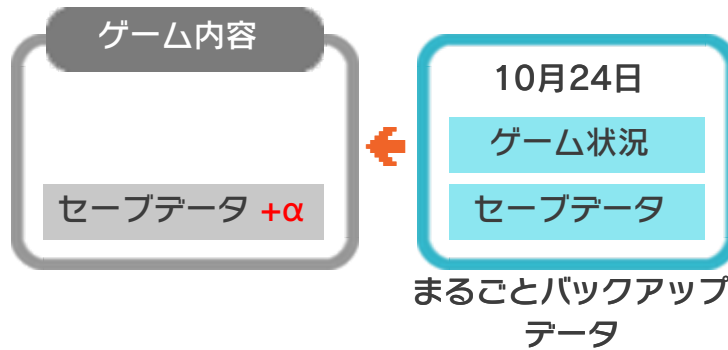 ゲーム内容
セーブデータ +α
10月24日
ゲーム状況
セーブデータ
まるごとバックアップ
データ